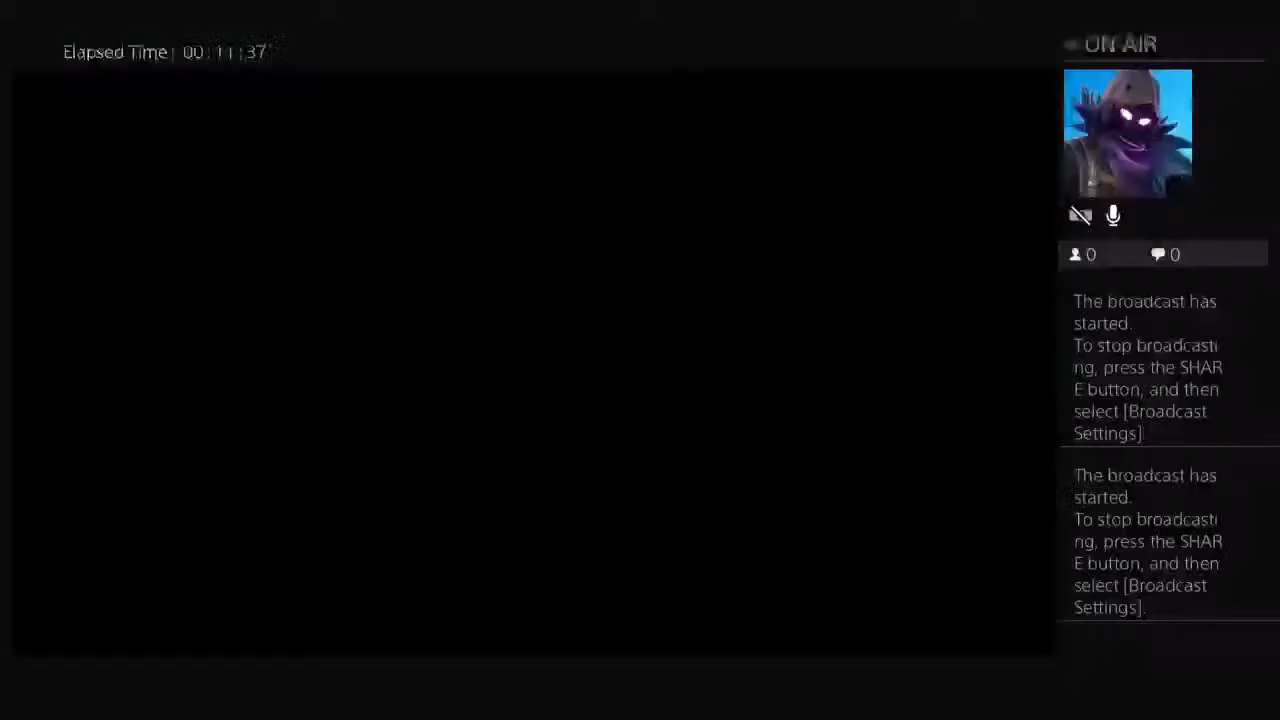 Elapsed Time: 00:11:37
ON AIR
0 0
The broadcast has
started.
To stop broadcasti
ng, press the SHAR
E button, and then
select [Broadcast
Settings].
The broadcast has
started.
To stop broadcasti
ng, press the SHAR
E button, and then
select [Broadcast
Settings].